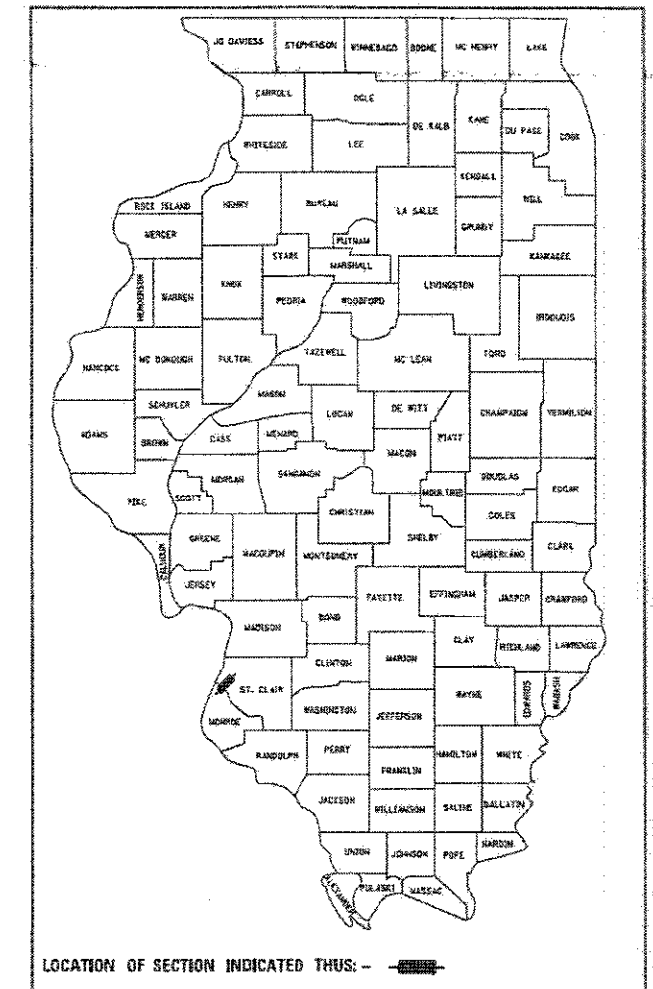 JO DAVIESS STEPHENSON WINNEBAGO BOONE MC HENRY LAKE
CARROLL OGLE DE KALB KANE DU PAGE COOK
WHITESIDE LEE KENDALL WILL
ROCK ISLAND HENRY BUREAU LA SALLE GRUNDY
MERCER PUTNAM KANKAKEE
STARK MARSHALL
HENDERSON WARREN KNOX PEORIA WOODFORD LIVINGSTON IROQUOIS
HANCOCK MC DONOUGH FULTON TAZEWELL MC LEAN FORD
MASON
SCHUYLER LOGAN DE WITT CHAMPAIGN VERMILION
ADAMS BROWN CASS MENARD MACON PIATT
PIKE SCOTT MORGAN SANGAMON MOULTRIE DOUGLAS EDGAR
CHRISTIAN COLES
CALHOUN GREENE MACOUPIN MONTGOMERY SHELBY CUMBERLAND CLARK
JERSEY FAYETTE EFFINGHAM JASPER CRAWFORD
MADISON BOND
CLAY RICHLAND LAWRENCE
CLINTON MARION
ST. CLAIR WAYNE EDWARDS WABASH
MONROE WASHINGTON JEFFERSON
RANDOLPH PERRY HAMILTON WHITE
FRANKLIN
JACKSON WILLIAMSON SALINE GALLATIN
UNION JOHNSON POPE HARDIN
ALEXANDER PULASKI MASSAC
LOCATION OF SECTION INDICATED THUS: -